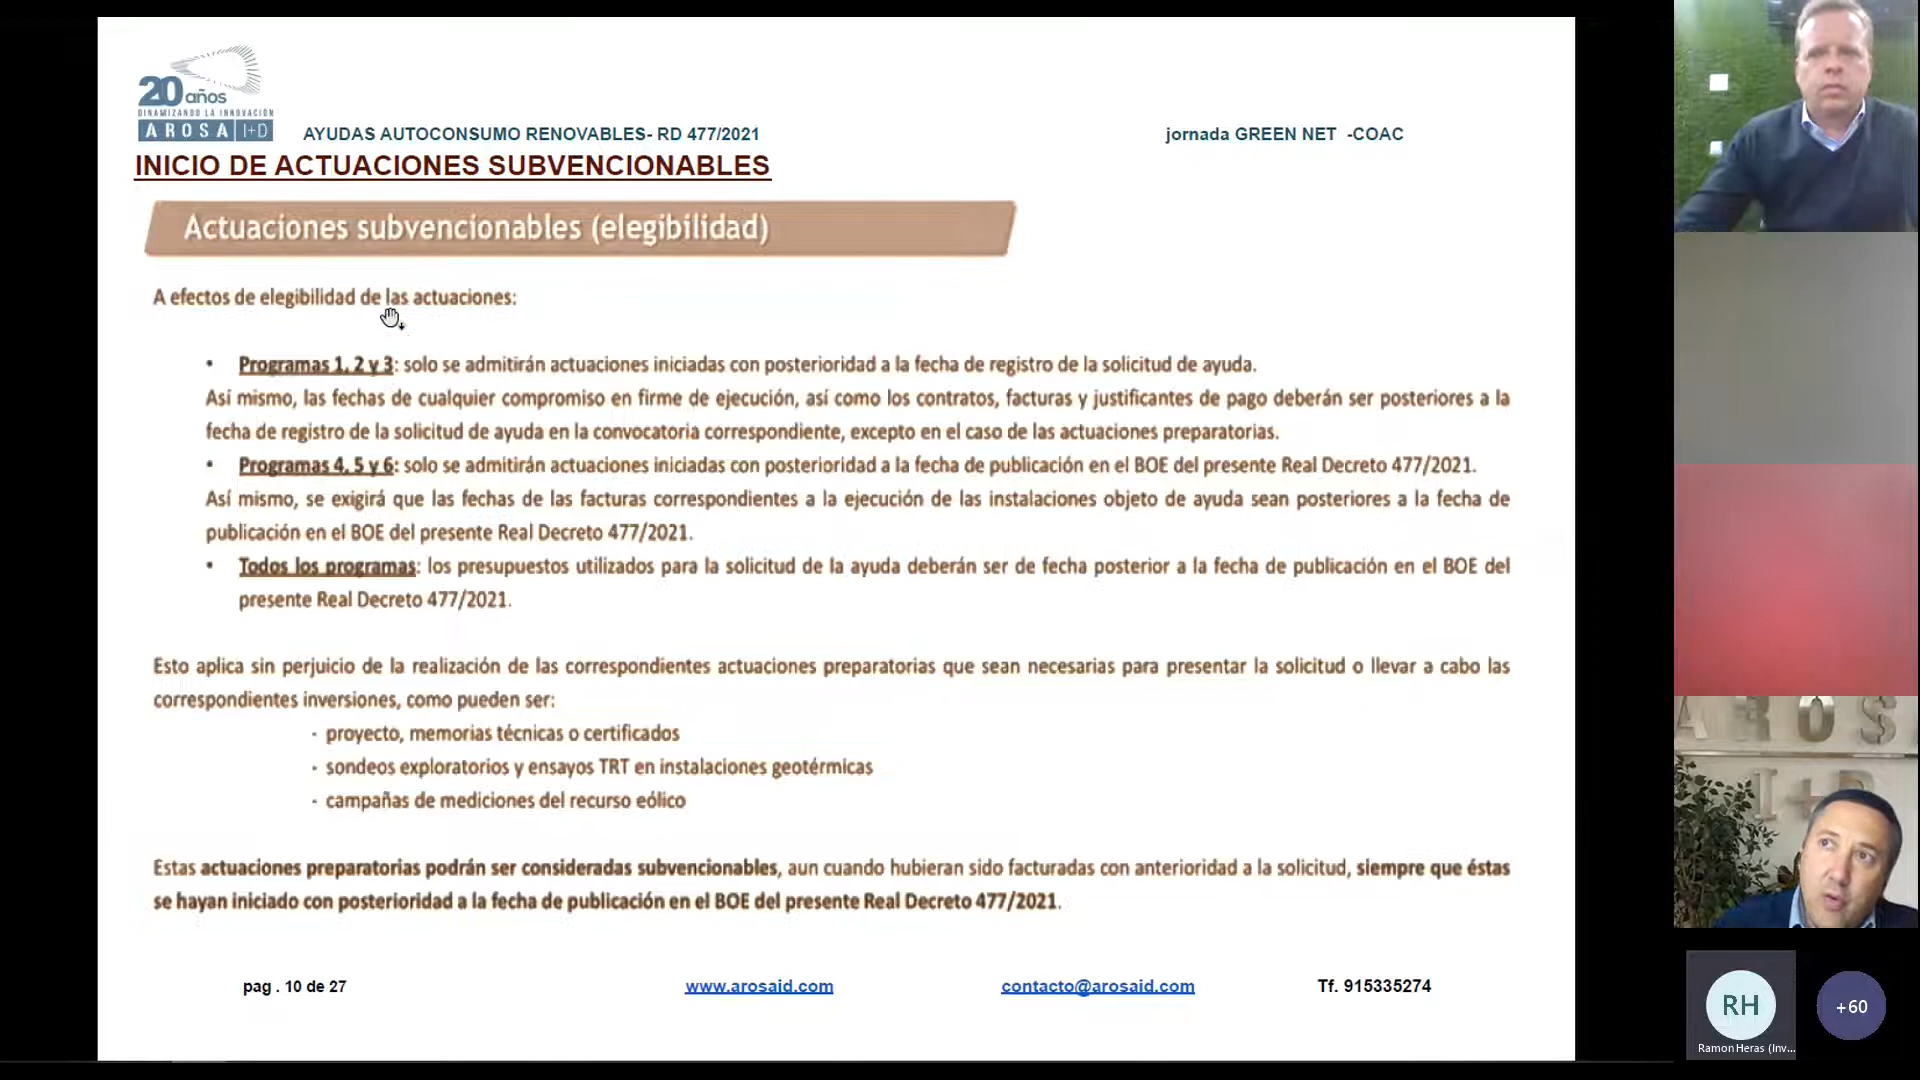 20 años
DINAMIZANDO LA INNOVACIÓN
AROSA I+D
AYUDAS AUTOCONSUMO RENOVABLES- RD 477/2021
jornada GREEN NET -COAC
INICIO DE ACTUACIONES SUBVENCIONABLES
Actuaciones subvencionables (elegibilidad)
A efectos de elegibilidad de las actuaciones:
• Programas 1, 2 y 3: solo se admitirán actuaciones iniciadas con posterioridad a la fecha de registro de la solicitud de ayuda.
Así mismo, las fechas de cualquier compromiso en firme de ejecución, así como los contratos, facturas y justificantes de pago deberán ser posteriores a la
fecha de registro de la solicitud de ayuda en la convocatoria correspondiente, excepto en el caso de las actuaciones preparatorias.
• Programas 4, 5 y 6: solo se admitirán actuaciones iniciadas con posterioridad a la fecha de publicación en el BOE del presente Real Decreto 477/2021.
Así mismo, se exigirá que las fechas de las facturas correspondientes a la ejecución de las instalaciones objeto de ayuda sean posteriores a la fecha de
publicación en el BOE del presente Real Decreto 477/2021.
• Todos los programas: los presupuestos utilizados para la solicitud de la ayuda deberán ser de fecha posterior a la fecha de publicación en el BOE del
presente Real Decreto 477/2021.
Esto aplica sin perjuicio de la realización de las correspondientes actuaciones preparatorias que sean necesarias para presentar la solicitud o llevar a cabo las
correspondientes inversiones, como pueden ser:
- proyecto, memorias técnicas o certificados
- sondeos exploratorios y ensayos TRT en instalaciones geotérmicas
- campañas de mediciones del recurso eólico
Estas actuaciones preparatorias podrán ser consideradas subvencionables, aun cuando hubieran sido facturadas con anterioridad a la solicitud, siempre que éstas
se hayan iniciado con posterioridad a la fecha de publicación en el BOE del presente Real Decreto 477/2021.
pag . 10 de 27
www.arosaid.com
contacto@arosaid.com
Tf. 915335274
AROS
I+D
RH
Ramon Heras (Inv...
+60